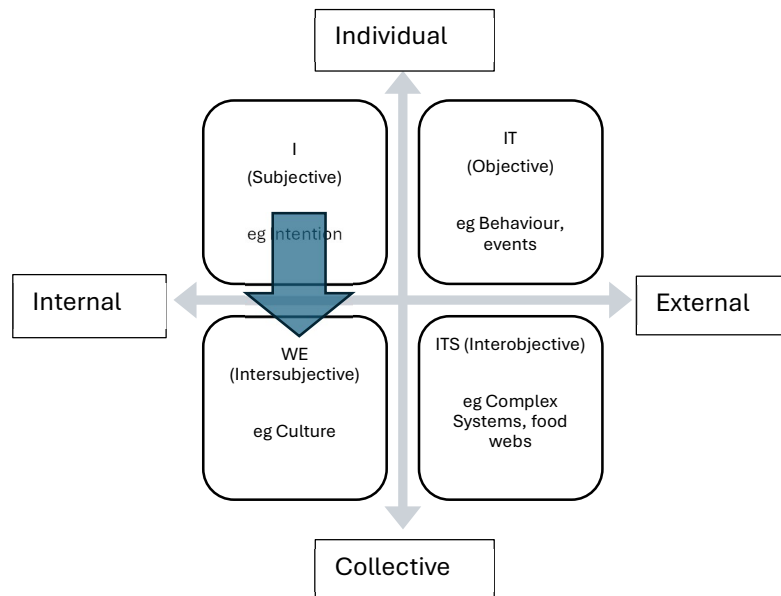 Individual
I
(Subjective)
eg Intention
IT
(Objective)
eg Behaviour,
events
Internal
External
WE
(Intersubjective)
eg Culture
ITS (Interobjective)
eg Complex
Systems, food
webs
Collective